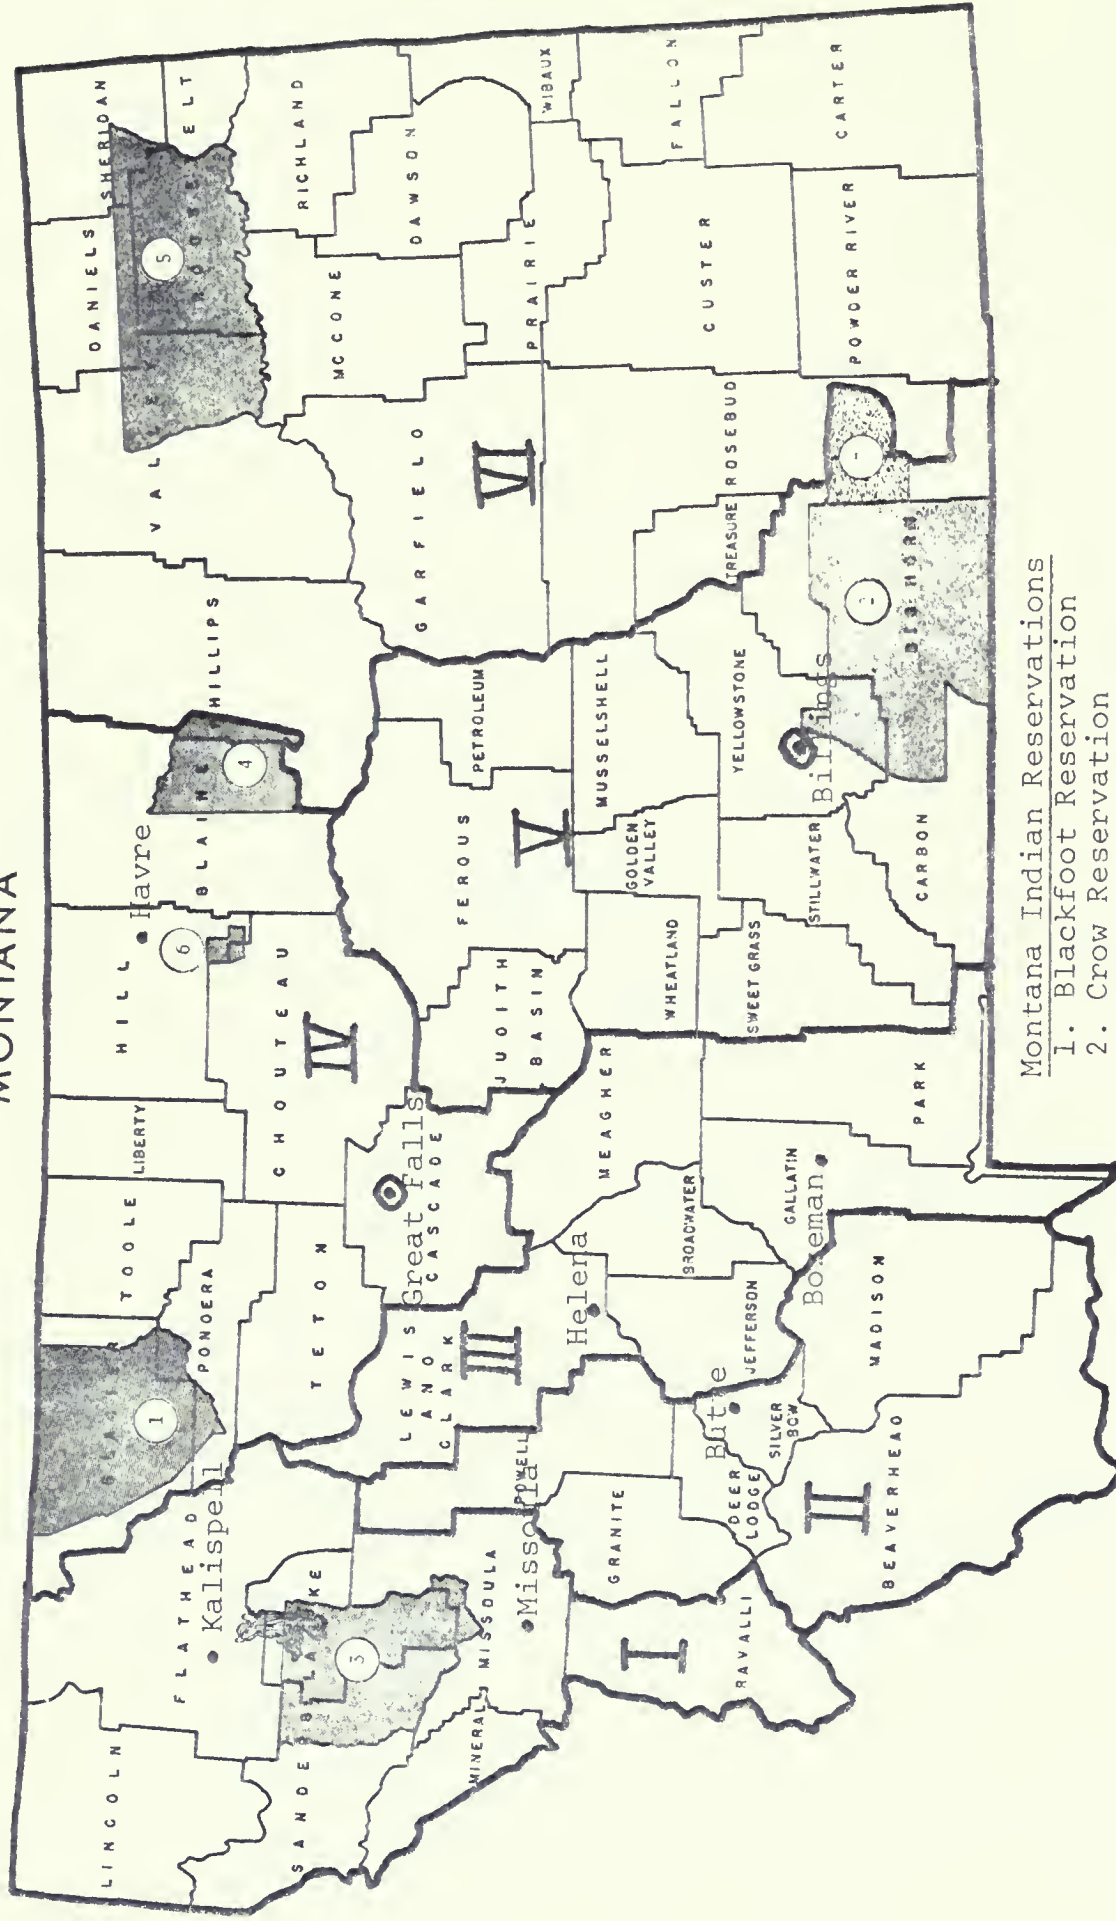 MONTANA
LINCOLN
FLATHEAD
Kalispell
GLACIER
1
PONDERA
TOOLE
LIBERTY
HILL
Havre
6
BLAINE
4
PHILLIPS
VAL EY
DANIELS
SHERIDAN
5
ROOSEVELT
RICHLAND
SANDERS
LAKE
3
MINERAL
MISSOULA
Missoula
POWELL
LEWIS
AND
CLARK
III
TETON
CHOUTEAU
IV
Great Falls
CASCADE
JUDITH
BASIN
FERGUS
V
PETROLEUM
GARFIELD
VI
MCCONE
DAWSON
PRAIRIE
WIBAUX
FALLON
I
RAVALLI
GRANITE
DEER
LODGE
Butte
SILVER
BOW
II
BEAVERHEAD
MADISON
JEFFERSON
Helena
BROADWATER
MEAGHER
GALLATIN
Bozeman
PARK
WHEATLAND
SWEET GRASS
GOLDEN
VALLEY
MUSSELSHELL
STILLWATER
YELLOWSTONE
Billings
CARBON
2
BIG HORN
TREASURE
ROSEBUD
CUSTER
POWDER RIVER
CARTER
Montana Indian Reservations
1. Blackfoot Reservation
2. Crow Reservation